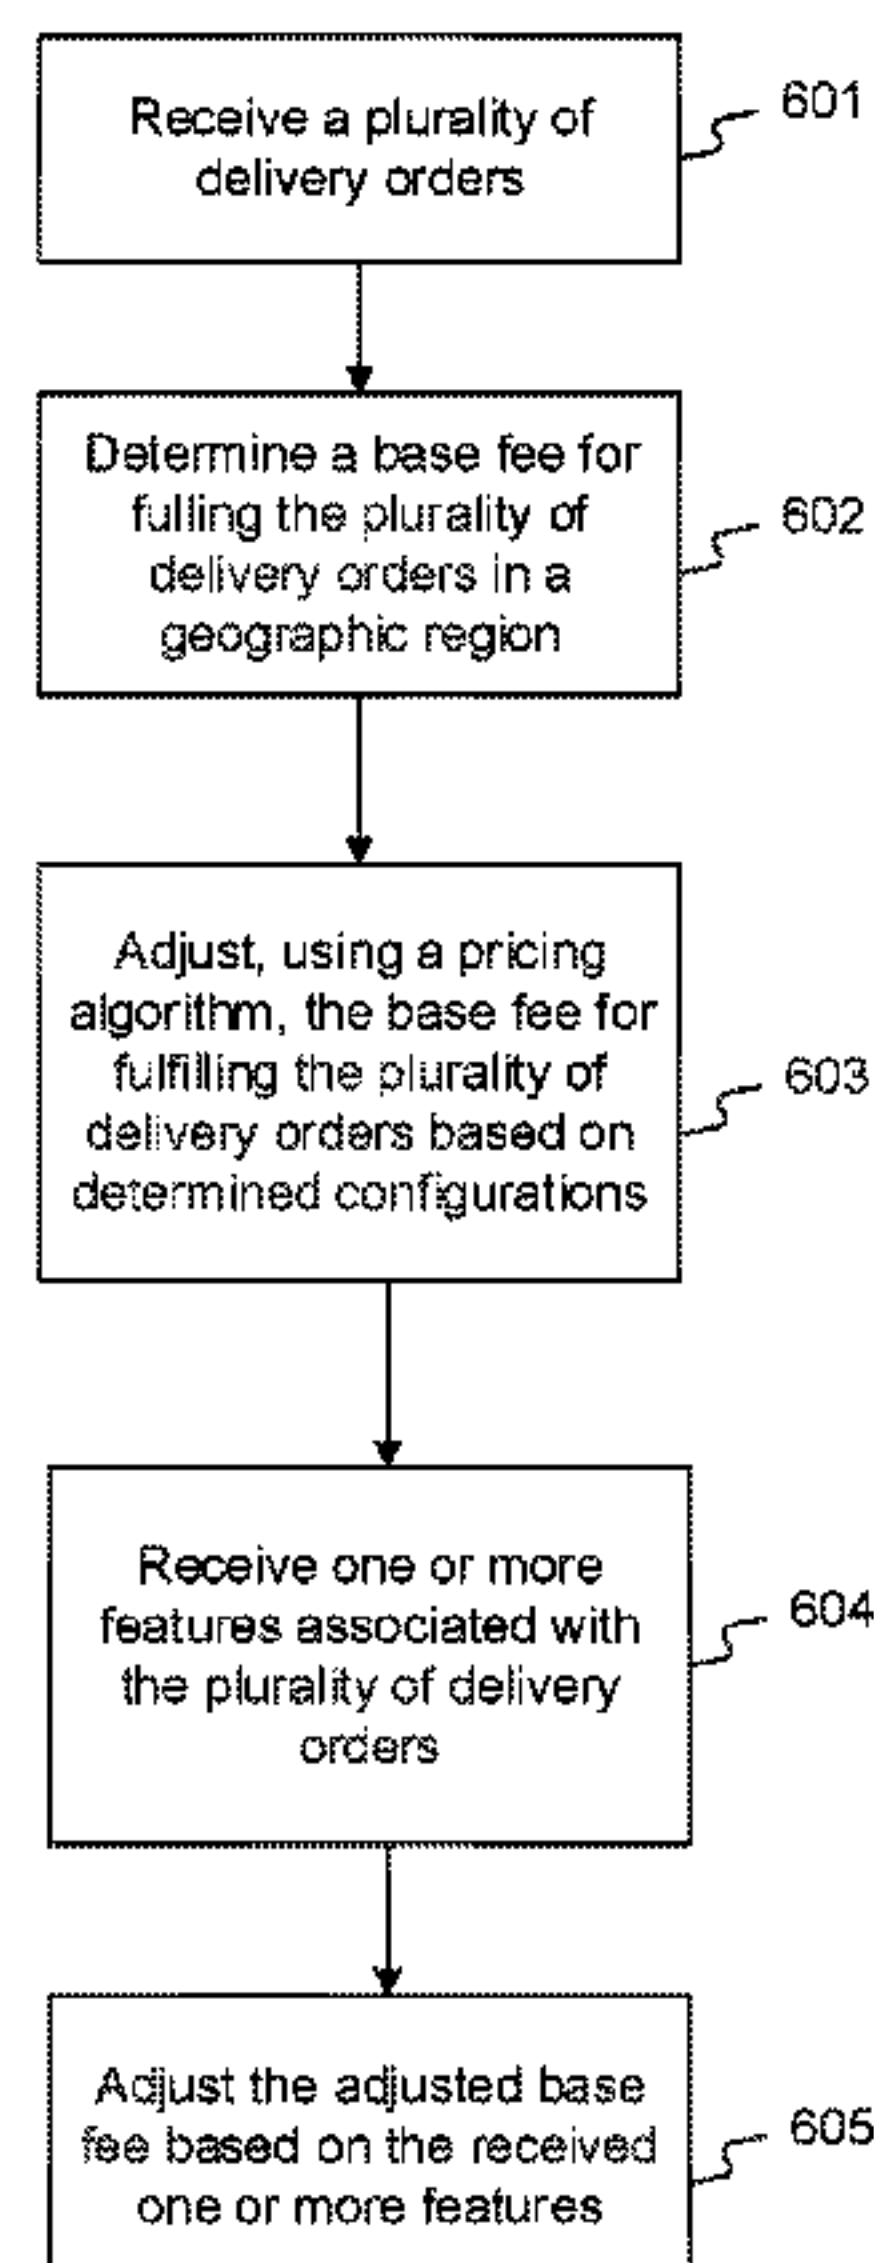 Receive a plurality of
delivery orders
601
Determine a base fee for
fulling the plurality of
delivery orders in a
geographic region
602
Adjust, using a pricing
algorithm, the base fee for
fulfilling the plurality of
delivery orders based on
determined configurations
603
Receive one or more
features associated with
the plurality of delivery
orders
604
Adjust the adjusted base
fee based on the received
one or more features
605